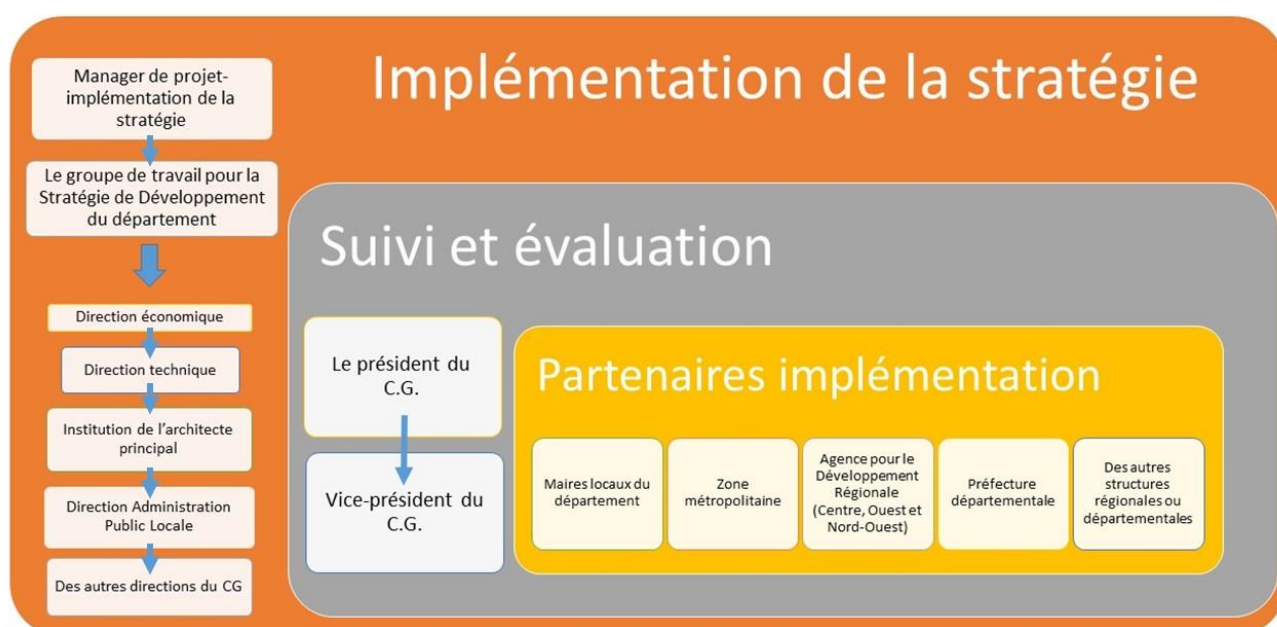 Implémentation de la stratégie
Manager de projet-
implémentation de la
stratégie
Le groupe de travail pour la
Stratégie de Développement
du département
Direction économique
Direction technique
Institution de l'architecte
principal
Direction Administration
Public Locale
Des autres directions du CG
Suivi et évaluation
Le président du
C.G.
Vice-président du
C.G.
Partenaires implémentation
Maires locaux du
département
Zone
métropolitaine
Agence pour le
Développement
Régionale
(Centre, Ouest et
Nord-Ouest)
Préfecture
départementale
Des autres
structures
régionales ou
départementales